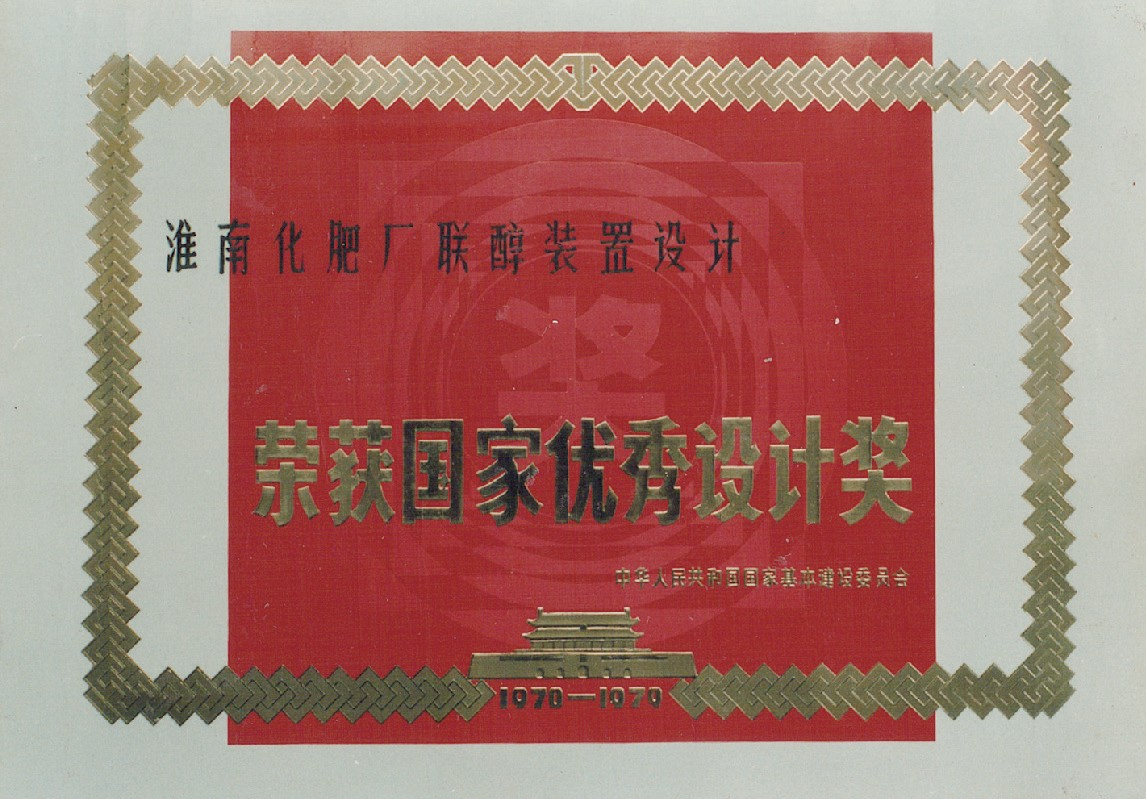 淮南化肥厂联醇装置设计
奖
荣获国家优秀设计奖
中华人民共和国国家基本建设委员会
1978—1979